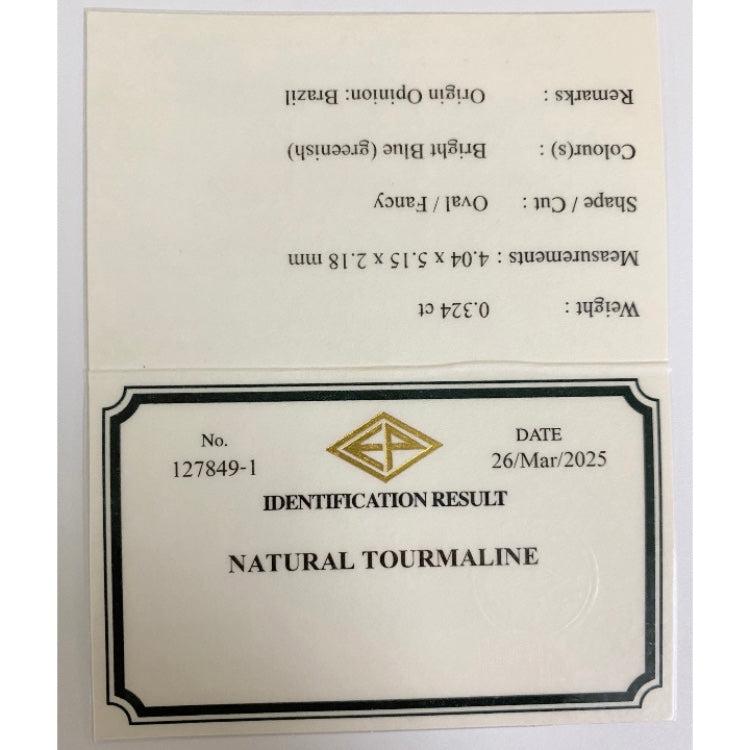 No.
127849-1
EP
DATE
26/Mar/2025
IDENTIFICATION RESULT
NATURAL TOURMALINE
Weight : 0.324 ct
Measurements : 4.04 x 5.15 x 2.18 mm
Shape / Cut : Oval / Fancy
Colour(s) : Bright Blue (greenish)
Remarks : Origin Opinion: Brazil